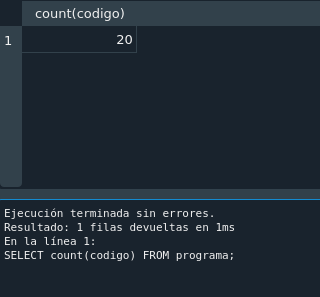 count(codigo)
1 20
Ejecución terminada sin errores.
Resultado: 1 filas devueltas en 1ms
En la línea 1:
SELECT count(codigo) FROM programa;